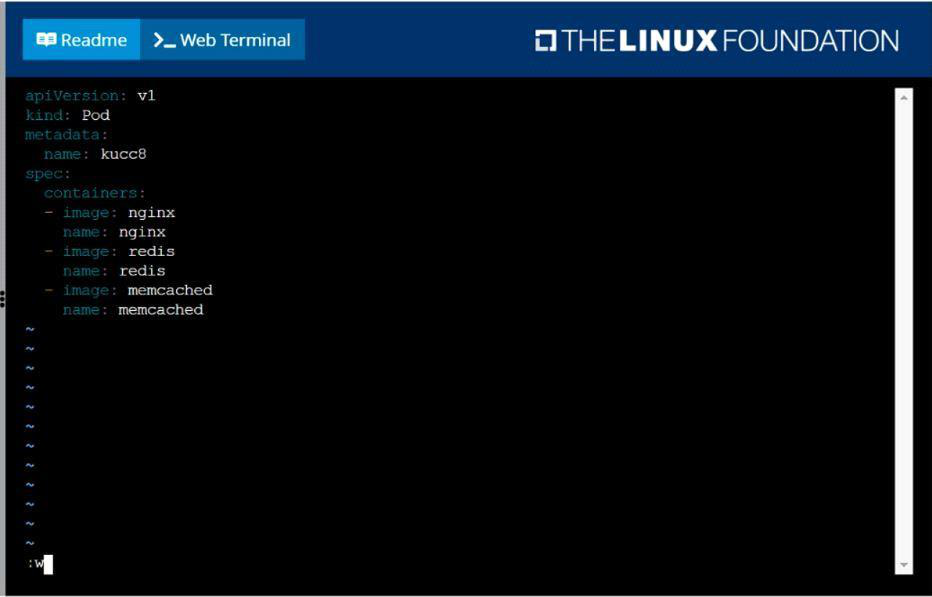 Readme
Web Terminal
THE LINUX FOUNDATION
apiVersion: v1
kind: Pod
metadata:
  name: kucc8
spec:
  containers:
  - image: nginx
    name: nginx
  - image: redis
    name: redis
  - image: memcached
    name: memcached
~
~
~
~
~
~
~
~
~
~
~
~
:w